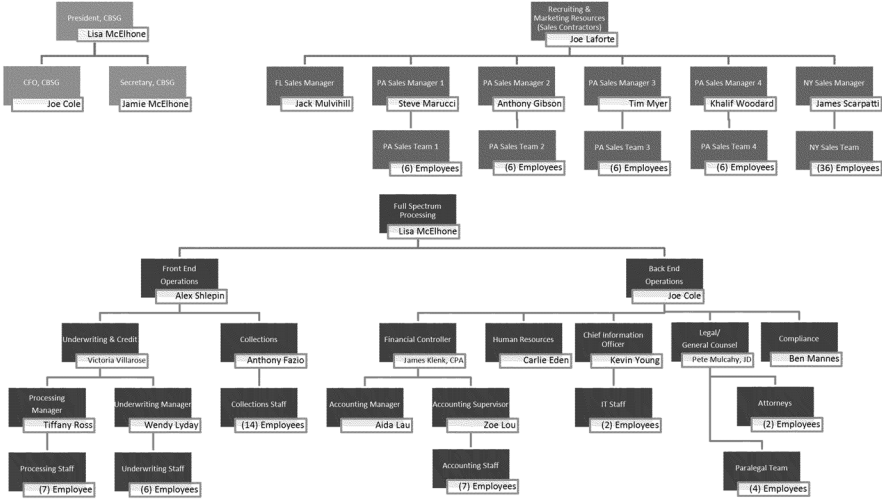 President, CBSG
Lisa McElhone
CFO, CBSG
Joe Cole
Secretary, CBSG
Jamie McElhone
Recruiting &
Marketing Resources
(Sales Contractors)
Joe Laforte
FL Sales Manager
Jack Mulvihill
PA Sales Manager 1
Steve Marucci
PA Sales Manager 2
Anthony Gibson
PA Sales Manager 3
Tim Myer
PA Sales Manager 4
Khalif Woodard
NY Sales Manager
James Scarpatti
PA Sales Team 1
(6) Employees
PA Sales Team 2
(6) Employees
PA Sales Team 3
(6) Employees
PA Sales Team 4
(6) Employees
NY Sales Team
(36) Employees
Full Spectrum
Processing
Lisa McElhone
Front End
Operations
Alex Shlepin
Back End
Operations
Joe Cole
Underwriting & Credit
Victoria Villarose
Collections
Anthony Fazio
Financial Controller
James Klenk, CPA
Human Resources
Carlie Eden
Chief Information
Officer
Kevin Young
Legal/
General Counsel
Pete Mulcahy, JD
Compliance
Ben Mannes
Processing
Manager
Tiffany Ross
Underwriting Manager
Wendy Lyday
Collections Staff
(14) Employees
Accounting Manager
Aida Lau
Accounting Supervisor
Zoe Lou
IT Staff
(2) Employees
Attorneys
(2) Employees
Processing Staff
(7) Employee
Underwriting Staff
(6) Employees
Accounting Staff
(7) Employees
Paralegal Team
(4) Employees